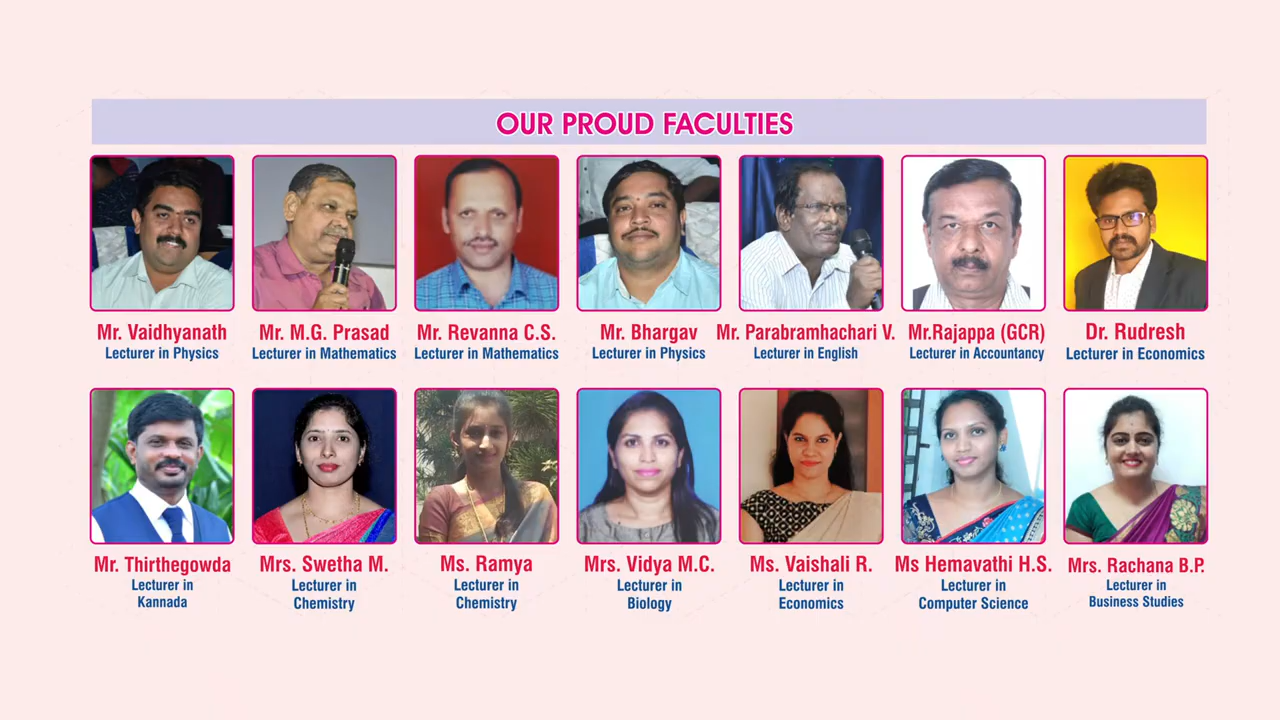 OUR PROUD FACULTIES
Mr. Vaidhyanath
Lecturer in Physics
Mr. M.G. Prasad
Lecturer in Mathematics
Mr. Revanna C.S.
Lecturer in Mathematics
Mr. Bhargav
Lecturer in Physics
Mr. Parabramhachari V.
Lecturer in English
Mr.Rajappa (GCR)
Lecturer in Accountancy
Dr. Rudresh
Lecturer in Economics
Mr. Thirthegowda
Lecturer in
Kannada
Mrs. Swetha M.
Lecturer in
Chemistry
Ms. Ramya
Lecturer in
Chemistry
Mrs. Vidya M.C.
Lecturer in
Biology
Ms. Vaishali R.
Lecturer in
Economics
Ms Hemavathi H.S.
Lecturer in
Computer Science
Mrs. Rachana B.P.
Lecturer in
Business Studies